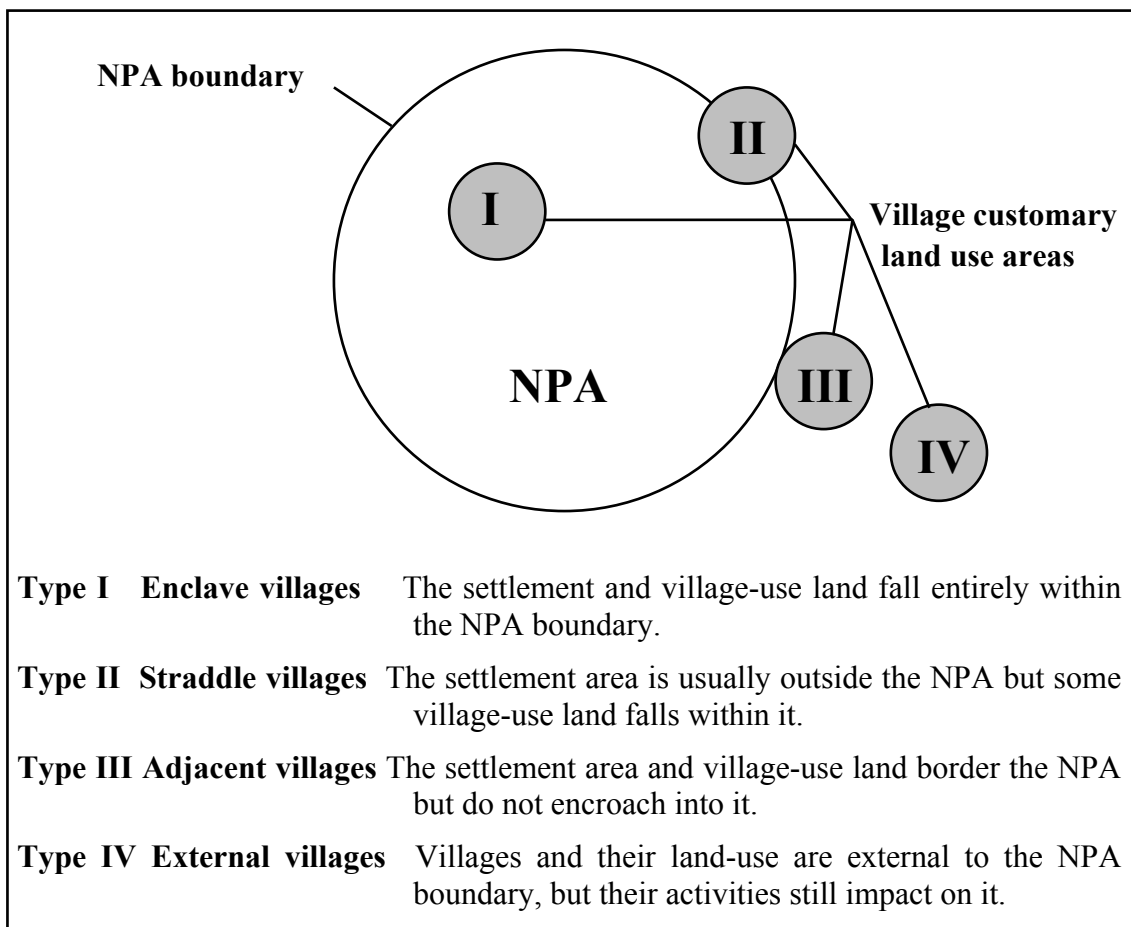 NPA boundary
II
I
Village customary
land use areas
NPA
III
IV
Type I Enclave villages The settlement and village-use land fall entirely within
the NPA boundary.
Type II Straddle villages The settlement area is usually outside the NPA but some
village-use land falls within it.
Type III Adjacent villages The settlement area and village-use land border the NPA
but do not encroach into it.
Type IV External villages Villages and their land-use are external to the NPA
boundary, but their activities still impact on it.